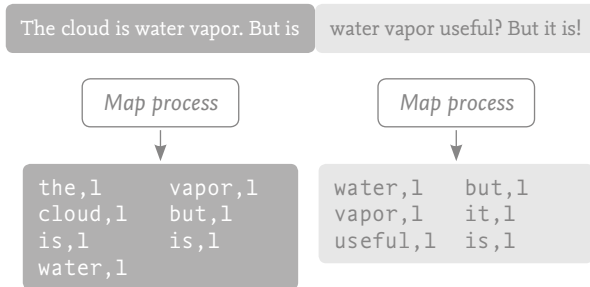 The cloud is water vapor. But is water vapor useful? But it is!
Map process Map process
the,1 vapor,1 water,1 but,1
cloud,1 but,1 vapor,1 it,1
is,1 is,1 useful,1 is,1
water,1